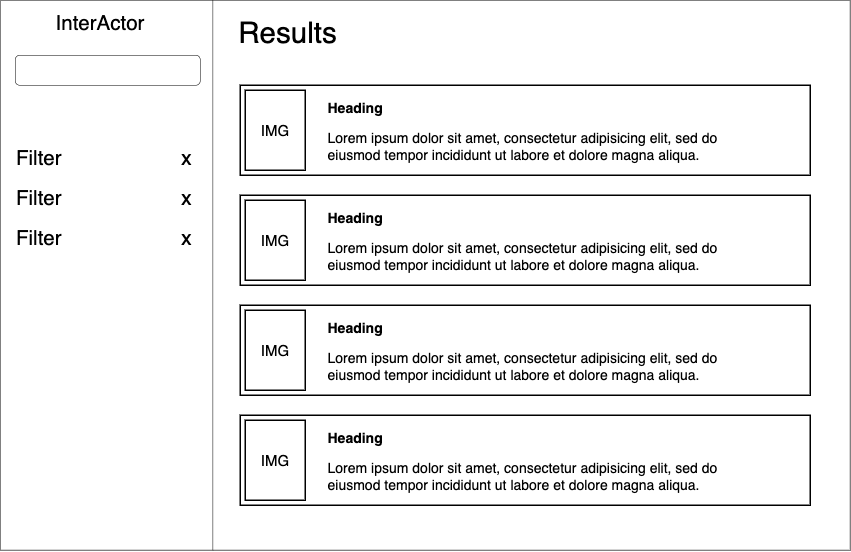 InterActor
Filter x
Filter x
Filter x
Results
IMG
Heading
Lorem ipsum dolor sit amet, consectetur adipisicing elit, sed do
eiusmod tempor incididunt ut labore et dolore magna aliqua.
IMG
Heading
Lorem ipsum dolor sit amet, consectetur adipisicing elit, sed do
eiusmod tempor incididunt ut labore et dolore magna aliqua.
IMG
Heading
Lorem ipsum dolor sit amet, consectetur adipisicing elit, sed do
eiusmod tempor incididunt ut labore et dolore magna aliqua.
IMG
Heading
Lorem ipsum dolor sit amet, consectetur adipisicing elit, sed do
eiusmod tempor incididunt ut labore et dolore magna aliqua.